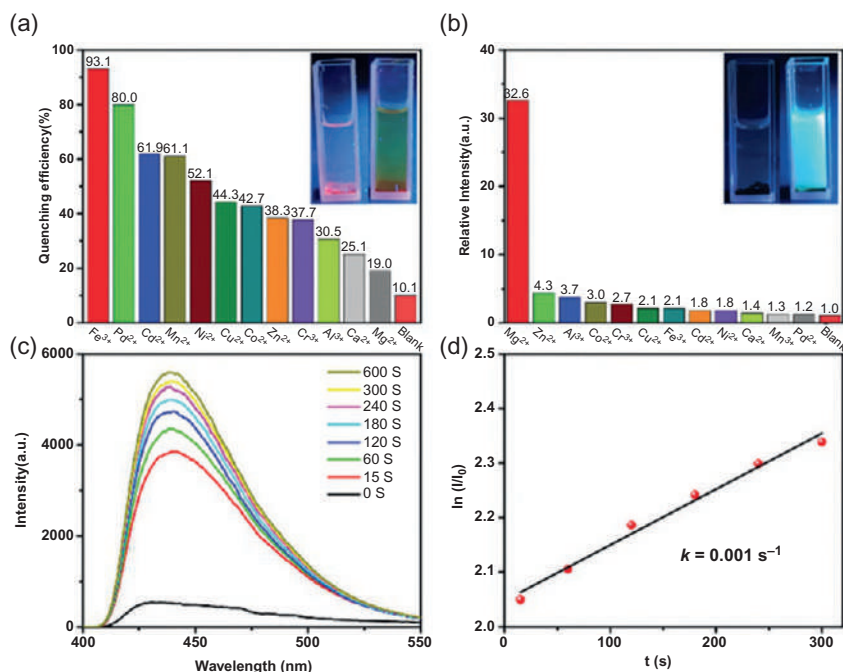 (a)
100
80
60
40
20
0
Quenching efficiency(%)
93.1
80.0
61.9
61.1
52.1
44.3
42.7
38.3
37.7
30.5
25.1
19.0
10.1
Fe³⁺
Pd²⁺
Cd²⁺
Mn²⁺
Ni²⁺
Cu²⁺
Co²⁺
Zn²⁺
Cr³⁺
Al³⁺
Ca²⁺
Mg²⁺
Blank
(b)
40
30
20
10
0
Relative Intensity(a.u.)
32.6
4.3
3.7
3.0
2.7
2.1
2.1
1.8
1.8
1.4
1.3
1.2
1.0
Mg²⁺
Zn²⁺
Al³⁺
Co²⁺
Cr³⁺
Cu²⁺
Fe³⁺
Cd²⁺
Ni²⁺
Ca²⁺
Mn³⁺
Pd²⁺
Blank
(c)
6000
4000
2000
0
Intensity(a.u.)
600 S
300 S
240 S
180 S
120 S
60 S
15 S
0 S
400
450
500
550
Wavelength (nm)
(d)
2.5
2.4
2.3
2.2
2.1
2.0
ln (I/I₀)
k = 0.001 s⁻¹
0
100
200
300
t (s)